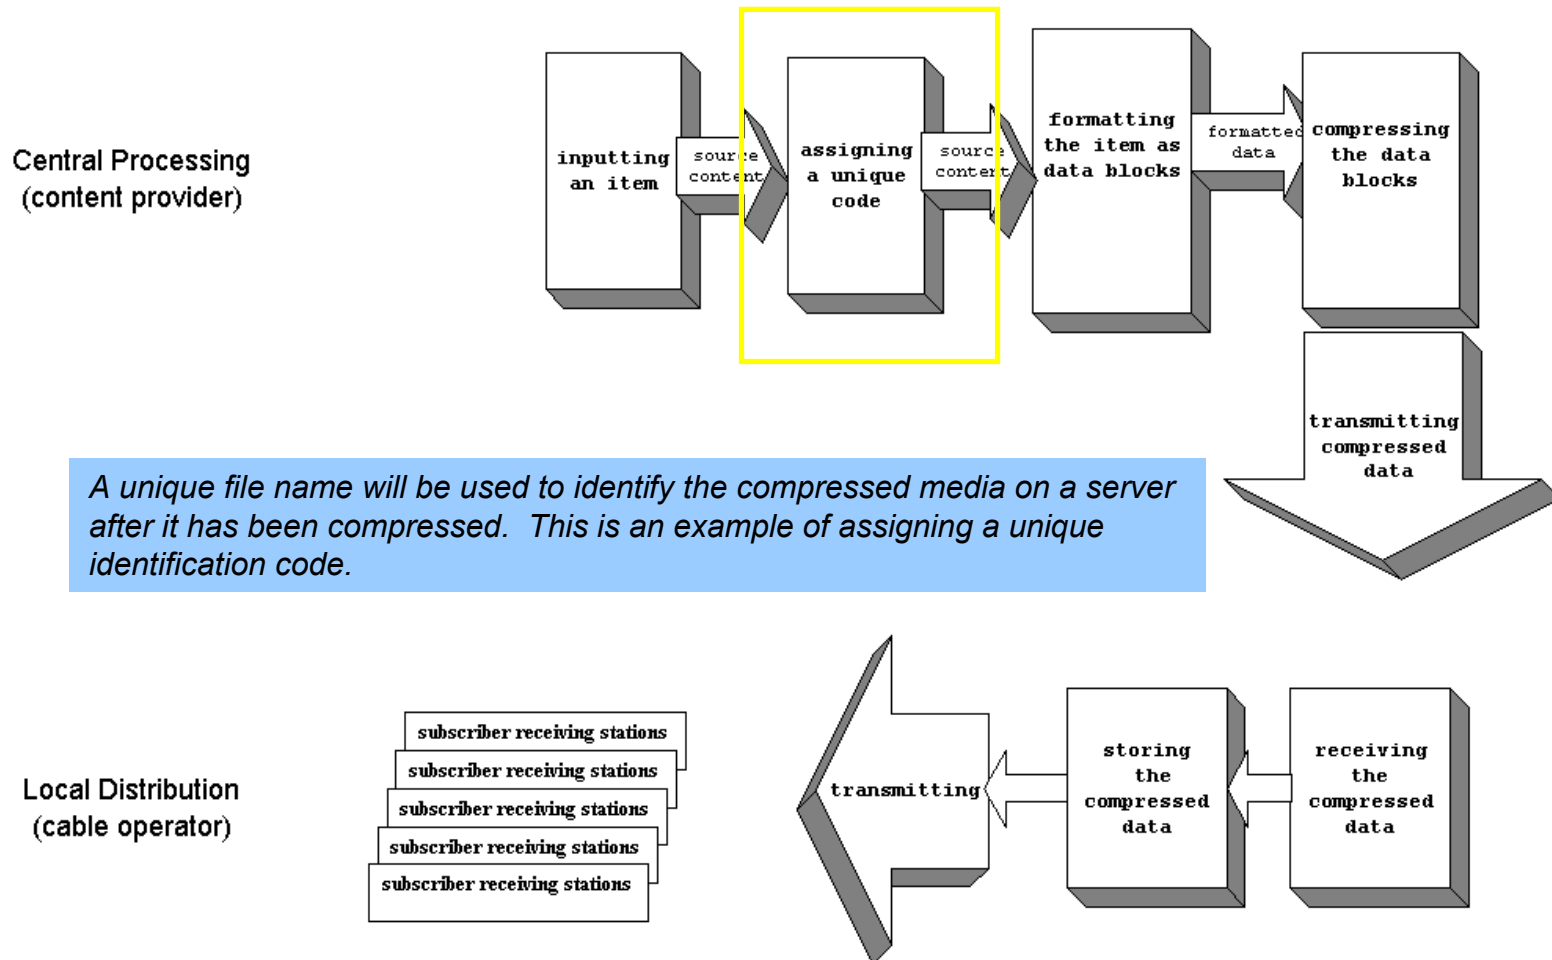 Central Processing
(content provider)
inputting
an item
source
content
assigning
a unique
code
source
content
formatting
the item as
data blocks
formatted
data
compressing
the data
blocks
transmitting
compressed
data
A unique file name will be used to identify the compressed media on a server
after it has been compressed.  This is an example of assigning a unique
identification code.
Local Distribution
(cable operator)
subscriber receiving stations
subscriber receiving stations
subscriber receiving stations
subscriber receiving stations
subscriber receiving stations
transmitting
storing
the
compressed
data
receiving
the
compressed
data